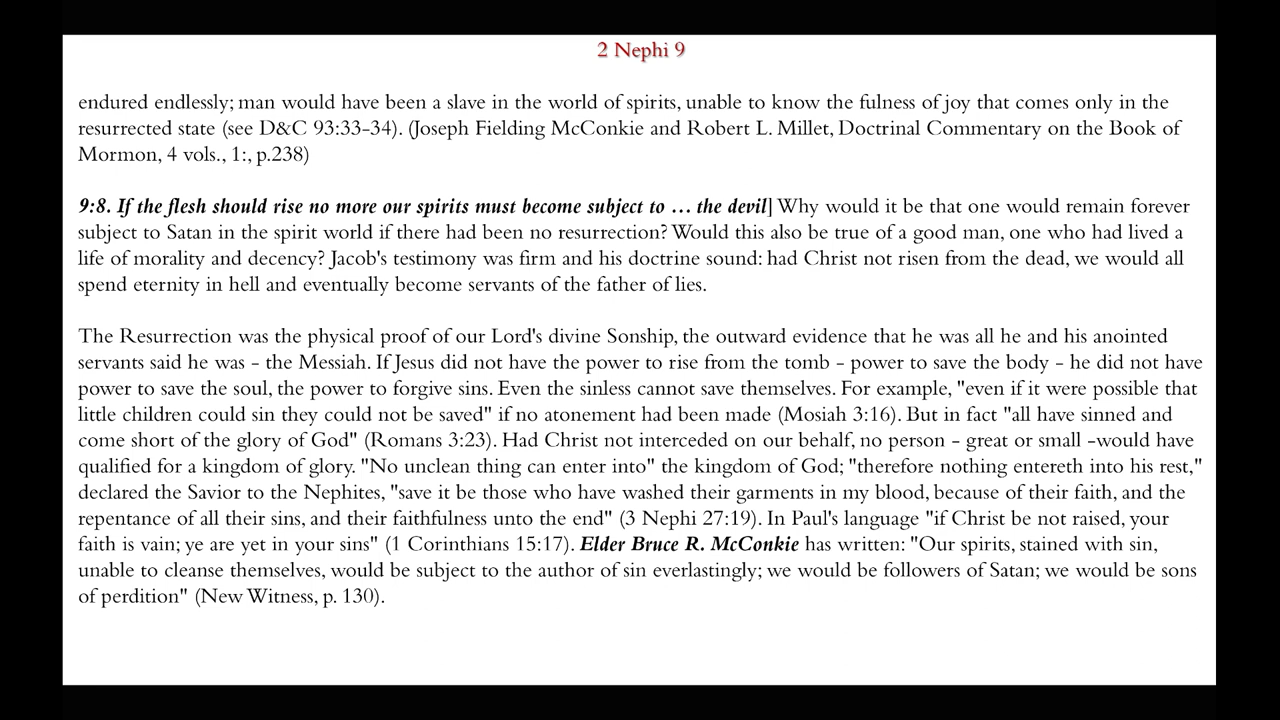 2 Nephi 9
endured endlessly; man would have been a slave in the world of spirits, unable to know the fulness of joy that comes only in the
resurrected state (see D&C 93:33-34). (Joseph Fielding McConkie and Robert L. Millet, Doctrinal Commentary on the Book of
Mormon, 4 vols., 1:, p.238)
9:8. If the flesh should rise no more our spirits must become subject to … the devil] Why would it be that one would remain forever
subject to Satan in the spirit world if there had been no resurrection? Would this also be true of a good man, one who had lived a
life of morality and decency? Jacob's testimony was firm and his doctrine sound: had Christ not risen from the dead, we would all
spend eternity in hell and eventually become servants of the father of lies.
The Resurrection was the physical proof of our Lord's divine Sonship, the outward evidence that he was all he and his anointed
servants said he was - the Messiah. If Jesus did not have the power to rise from the tomb - power to save the body - he did not have
power to save the soul, the power to forgive sins. Even the sinless cannot save themselves. For example, "even if it were possible that
little children could sin they could not be saved" if no atonement had been made (Mosiah 3:16). But in fact "all have sinned and
come short of the glory of God" (Romans 3:23). Had Christ not interceded on our behalf, no person - great or small -would have
qualified for a kingdom of glory. "No unclean thing can enter into" the kingdom of God; "therefore nothing entereth into his rest,"
declared the Savior to the Nephites, "save it be those who have washed their garments in my blood, because of their faith, and the
repentance of all their sins, and their faithfulness unto the end" (3 Nephi 27:19). In Paul's language "if Christ be not raised, your
faith is vain; ye are yet in your sins" (1 Corinthians 15:17). Elder Bruce R. McConkie has written: "Our spirits, stained with sin,
unable to cleanse themselves, would be subject to the author of sin everlastingly; we would be followers of Satan; we would be sons
of perdition" (New Witness, p. 130).